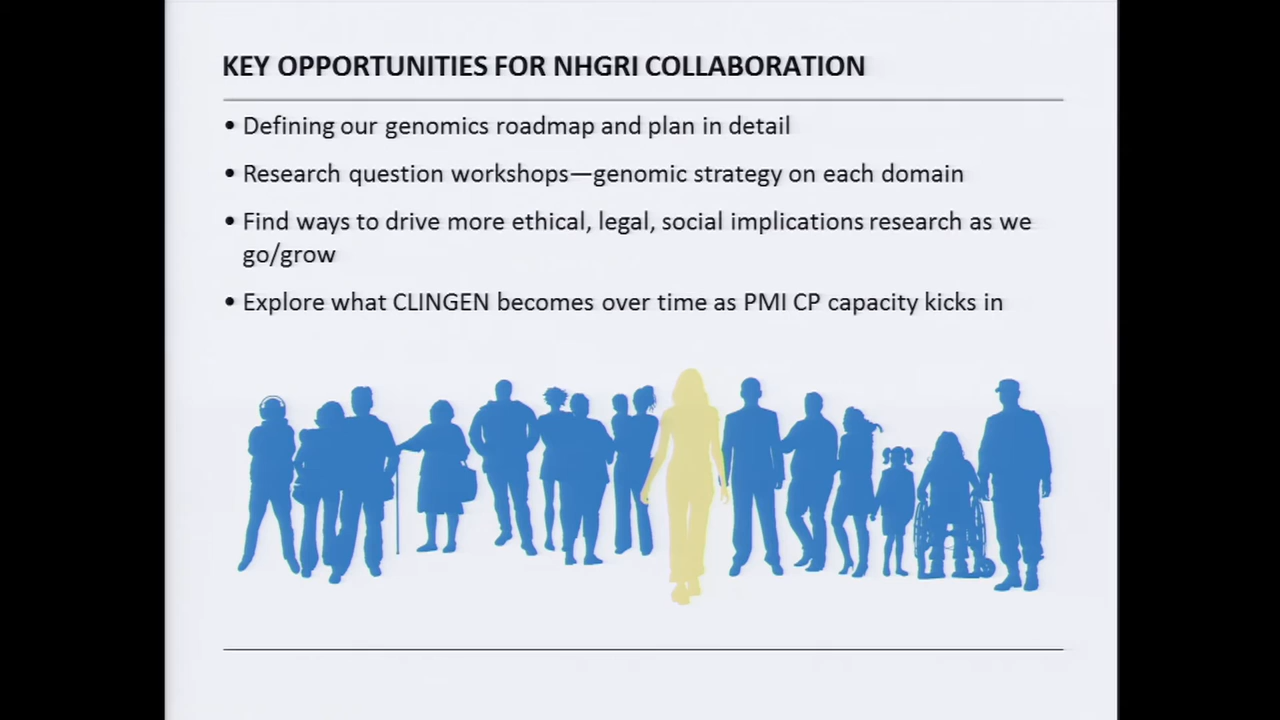 KEY OPPORTUNITIES FOR NHGRI COLLABORATION
• Defining our genomics roadmap and plan in detail
• Research question workshops—genomic strategy on each domain
• Find ways to drive more ethical, legal, social implications research as we
go/grow
• Explore what CLINGEN becomes over time as PMI CP capacity kicks in